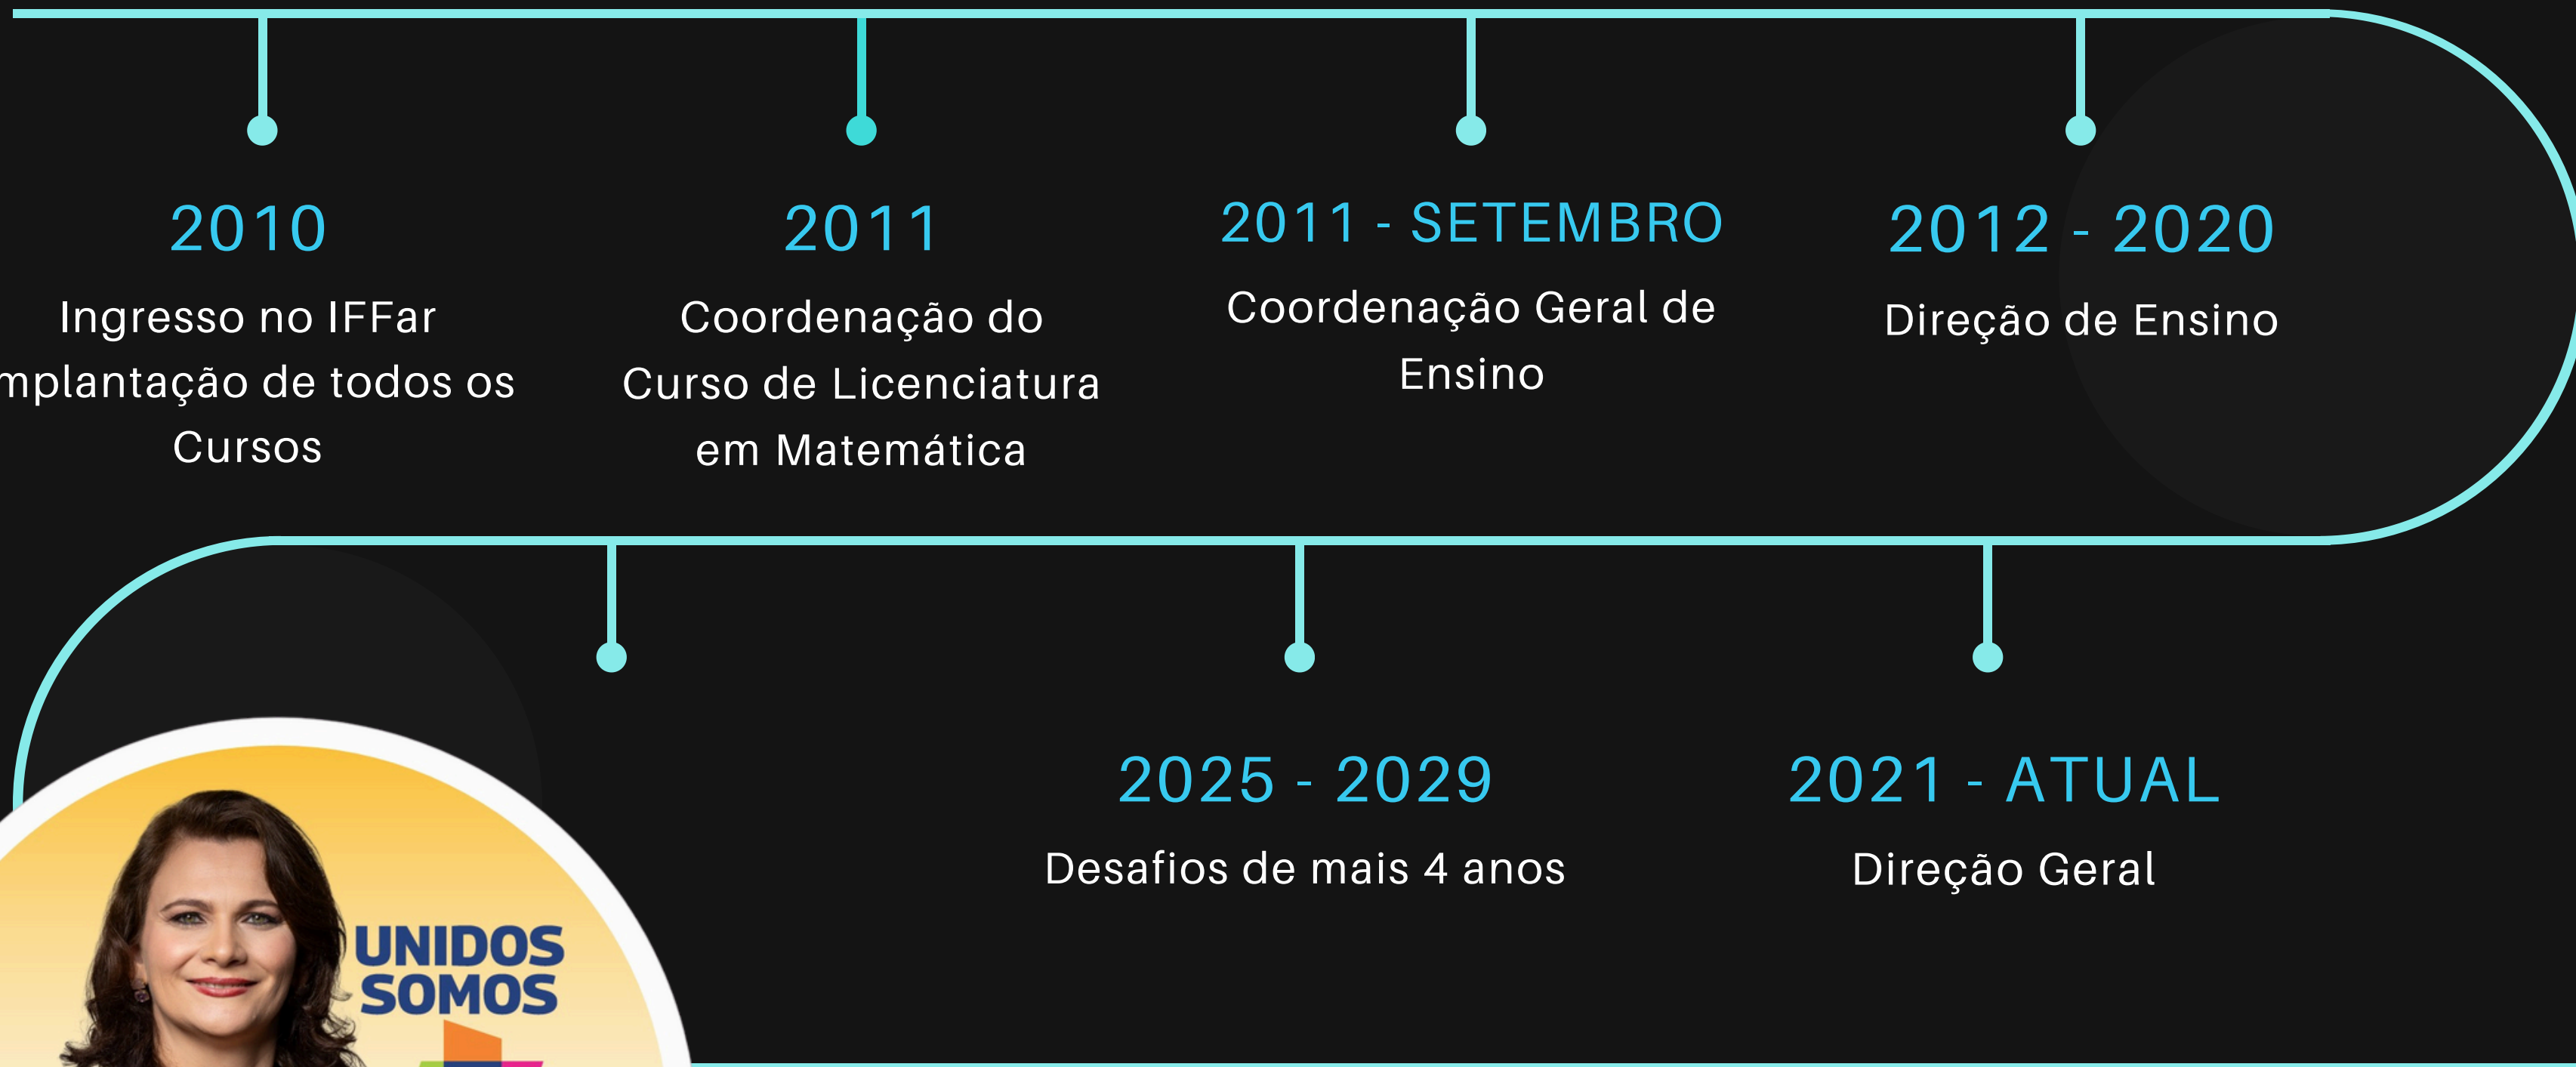 2010
Ingresso no IFFar
mplantação de todos os
Cursos
2011
Coordenação do
Curso de Licenciatura
em Matemática
2011 - SETEMBRO
Coordenação Geral de
Ensino
2012 - 2020
Direção de Ensino
2025 - 2029
Desafios de mais 4 anos
2021 - ATUAL
Direção Geral
UNIDOS
SOMOS